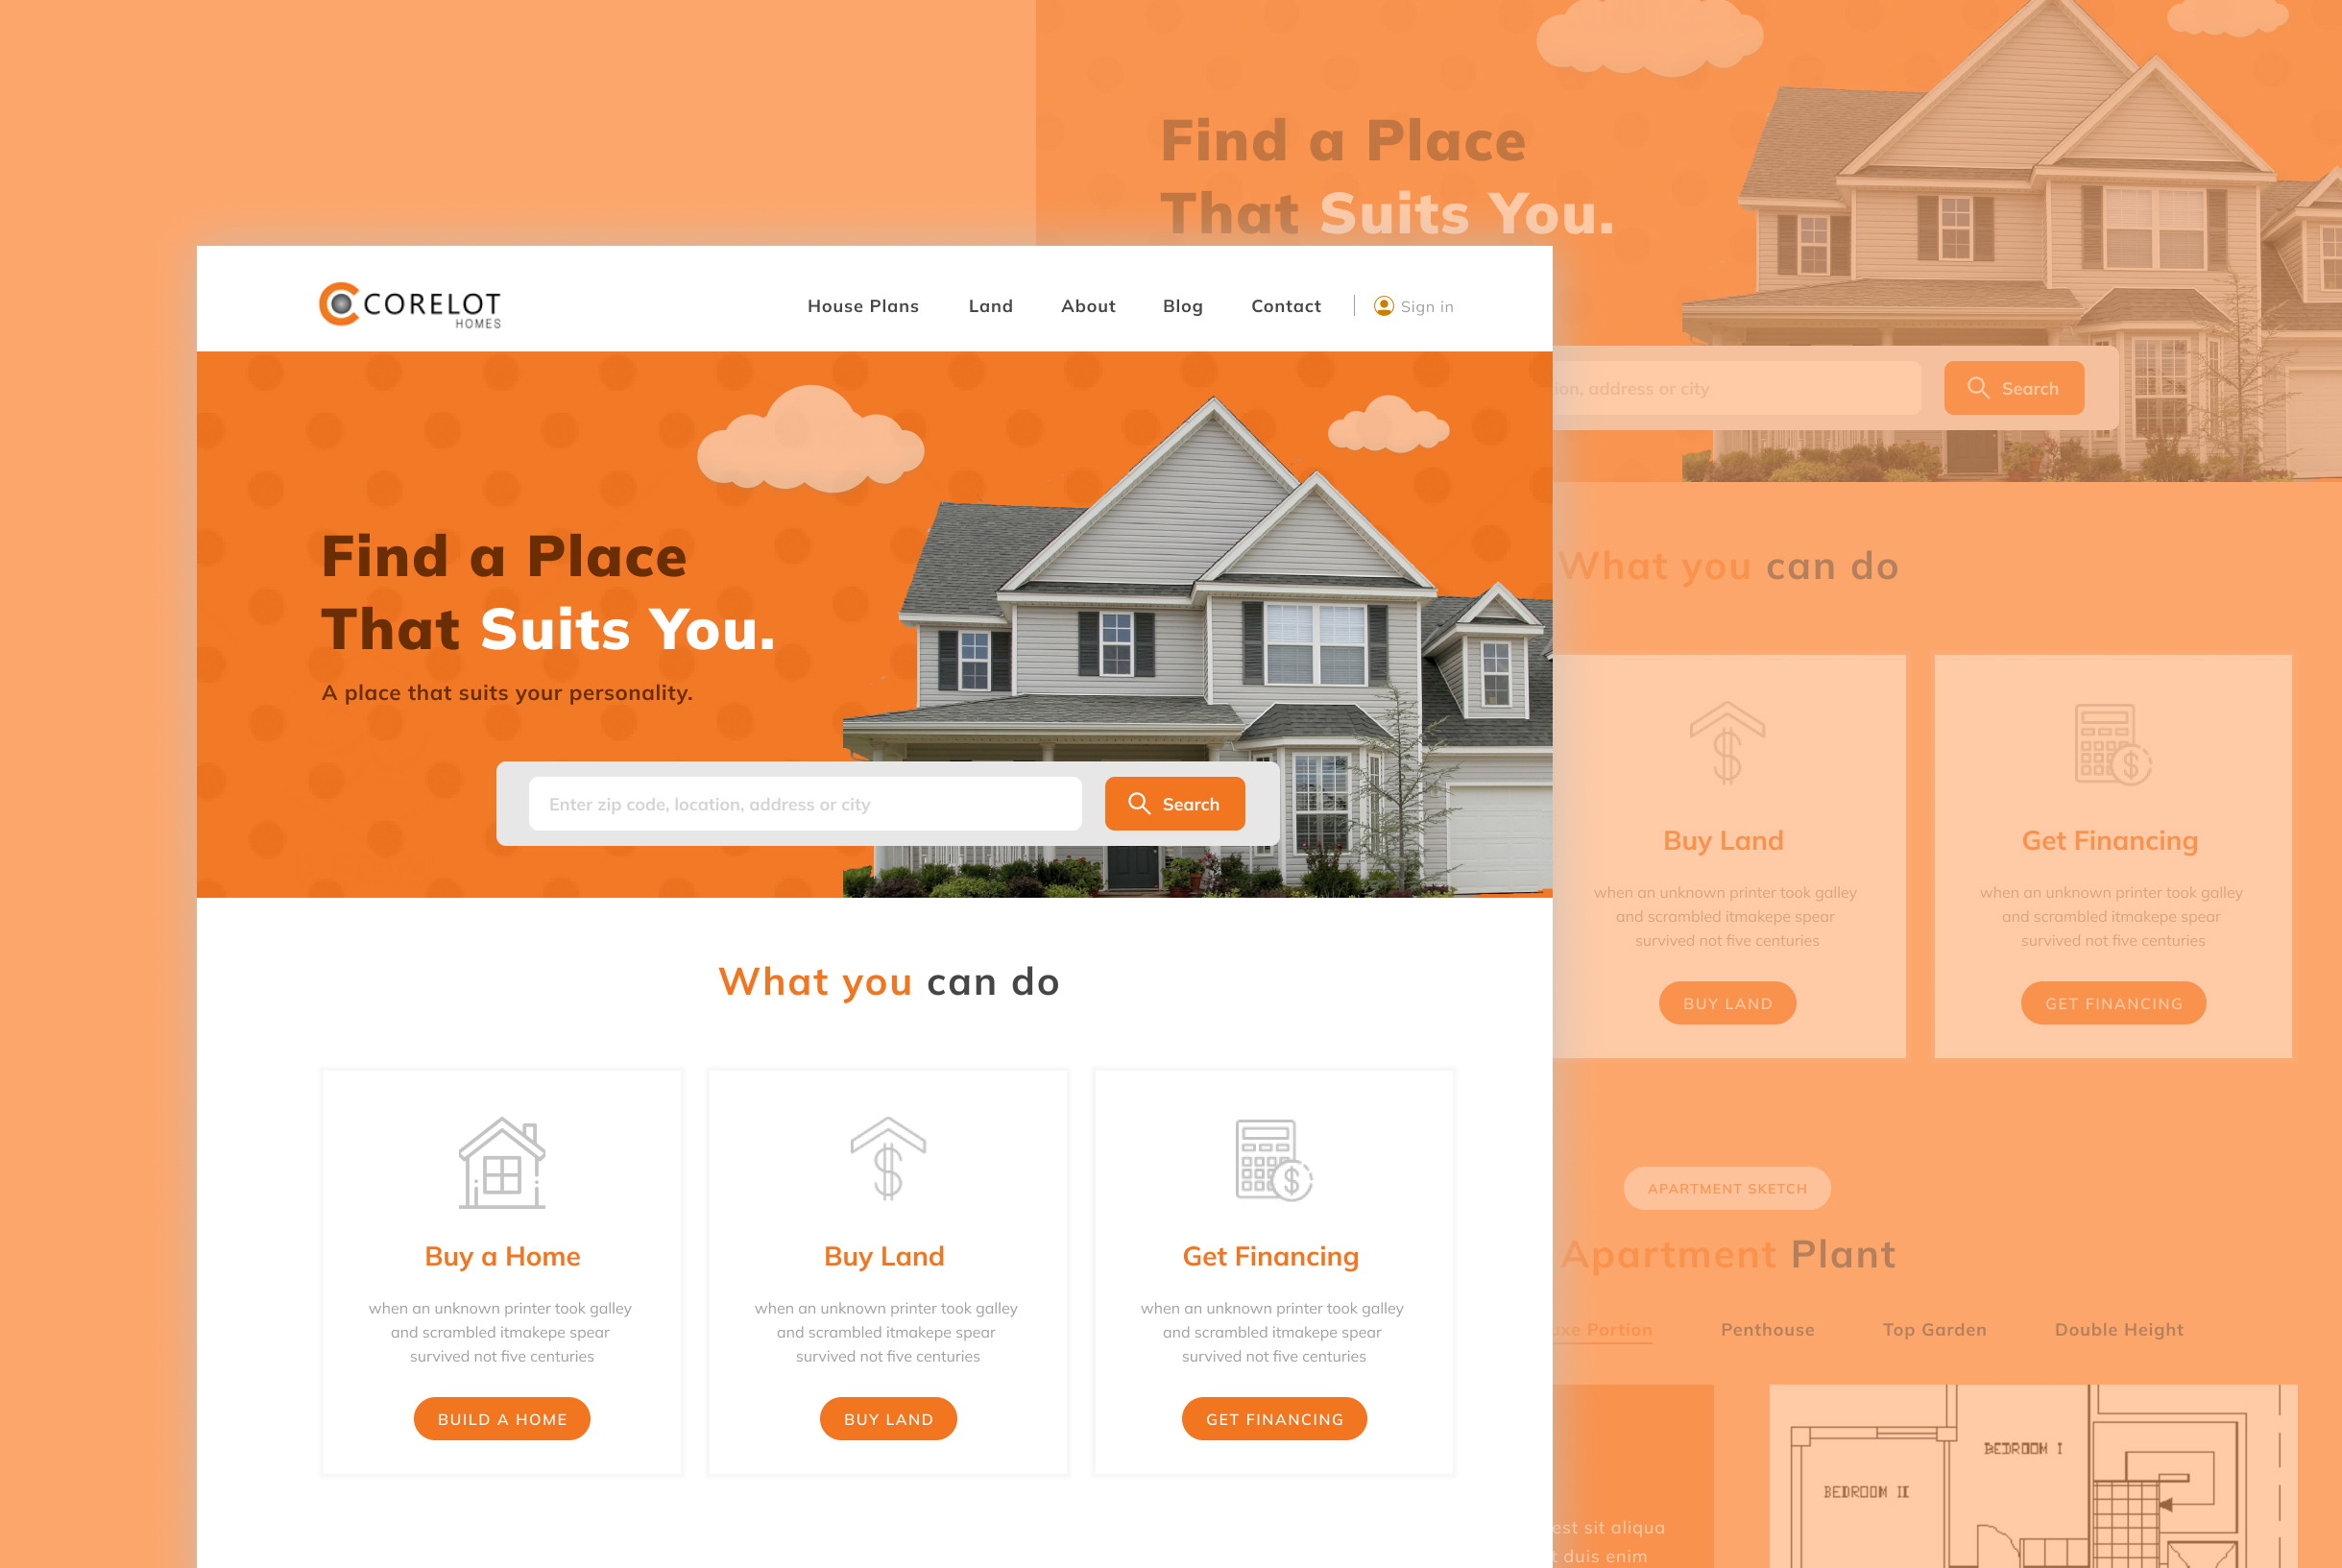 CORELOT
HOMES
House Plans
Land
About
Blog
Contact
Sign in
Find a Place
That Suits You.
A place that suits your personality.
Enter zip code, location, address or city
Search
What you can do
Buy a Home
when an unknown printer took galley
and scrambled itmakepe spear
survived not five centuries
BUILD A HOME
Buy Land
when an unknown printer took galley
and scrambled itmakepe spear
survived not five centuries
BUY LAND
Get Financing
when an unknown printer took galley
and scrambled itmakepe spear
survived not five centuries
GET FINANCING
Find a Place
That Suits You.
address or city
Search
What you can do
Buy Land
when an unknown printer took galley
and scrambled itmakepe spear
survived not five centuries
BUY LAND
Get Financing
when an unknown printer took galley
and scrambled itmakepe spear
survived not five centuries
GET FINANCING
APARTMENT SKETCH
Apartment Plant
Portion
Penthouse
Top Garden
Double Height
est sit aliqua
duis enim
BEDROOM I
BEDROOM II